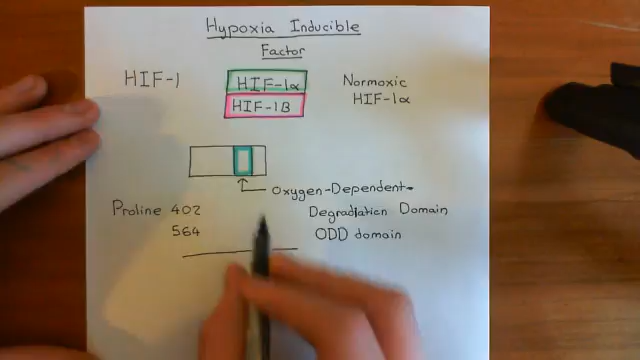 Hypoxia Inducible
Factor
HIF-1
HIF-1α
HIF-1B
Normoxic
HIF-1α
Oxygen-Dependent-
Proline 402
564
Degradation Domain
ODD domain